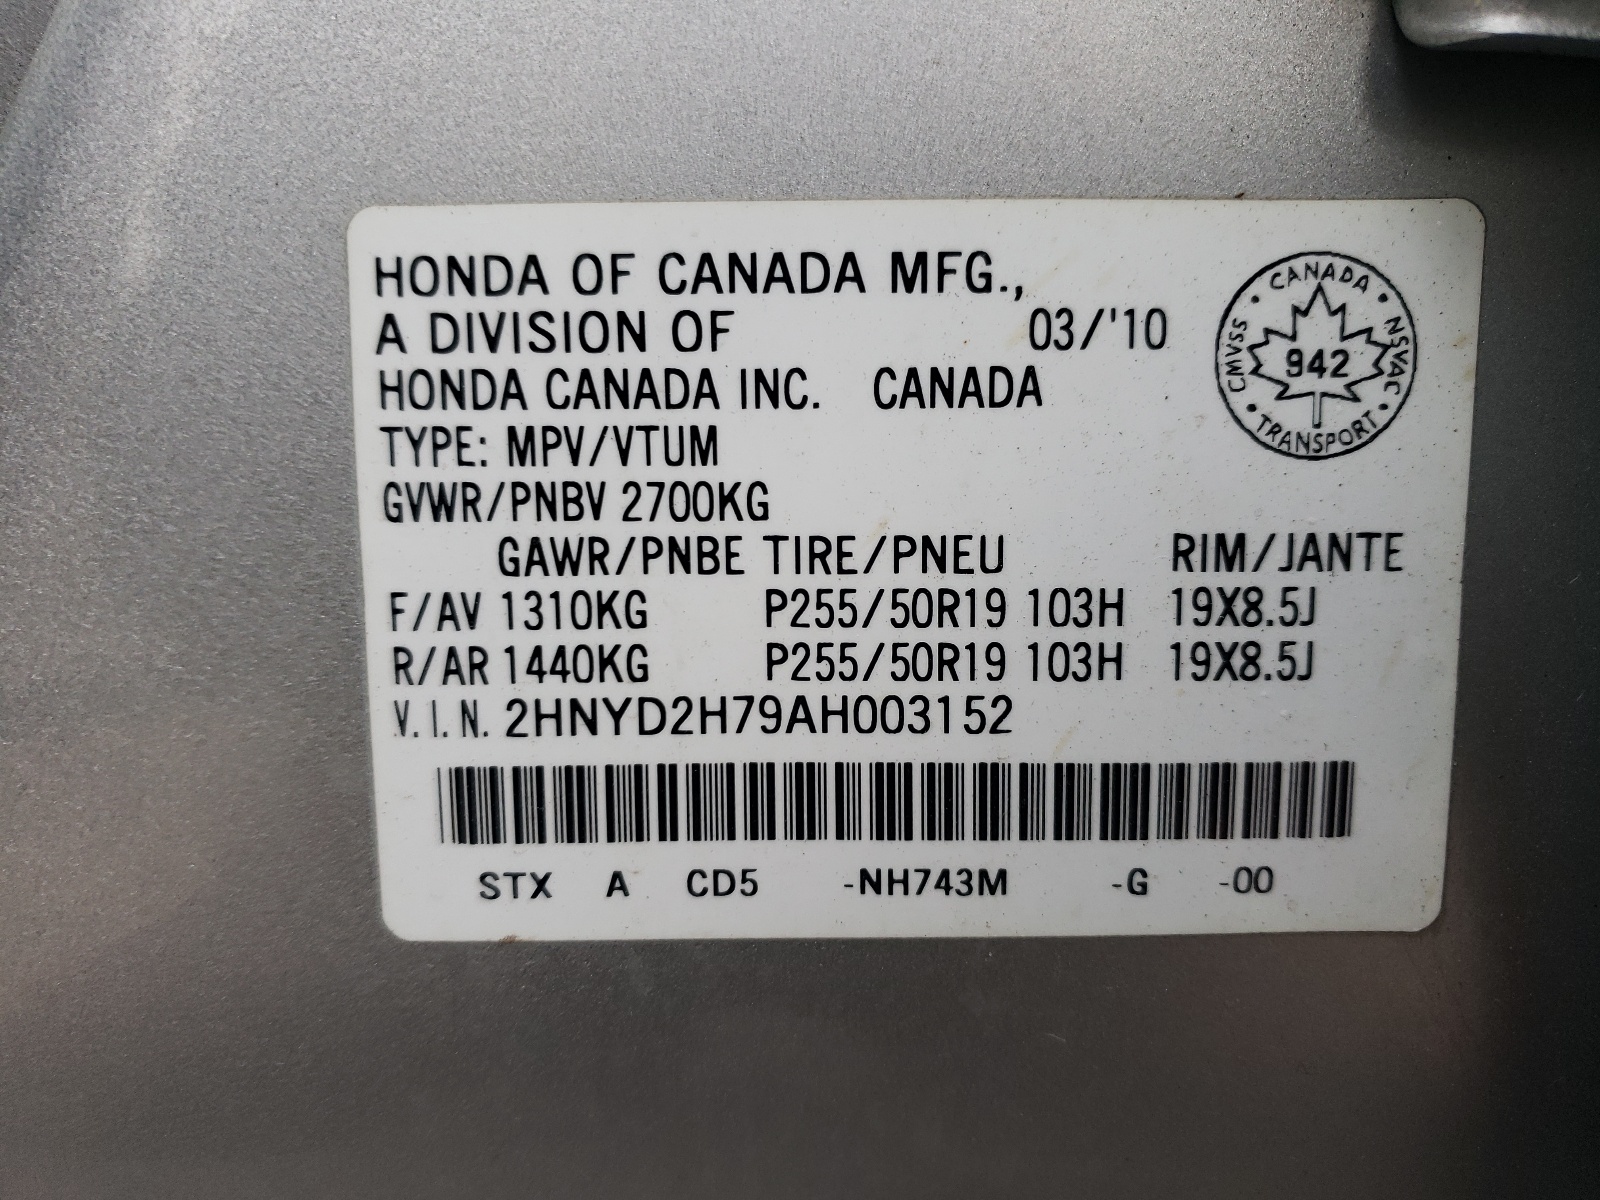 HONDA OF CANADA MFG.,
A DIVISION OF 03/'10
HONDA CANADA INC. CANADA
TYPE: MPV/VTUM
GVWR/PNBV 2700KG
GAWR/PNBE TIRE/PNEU RIM/JANTE
F/AV 1310KG P255/50R19 103H 19X8.5J
R/AR 1440KG P255/50R19 103H 19X8.5J
V.I.N. 2HNYD2H79AH003152
STX A CD5 -NH743M -G -00
CANADA
CMVSS 942 NSVAC
TRANSPORT